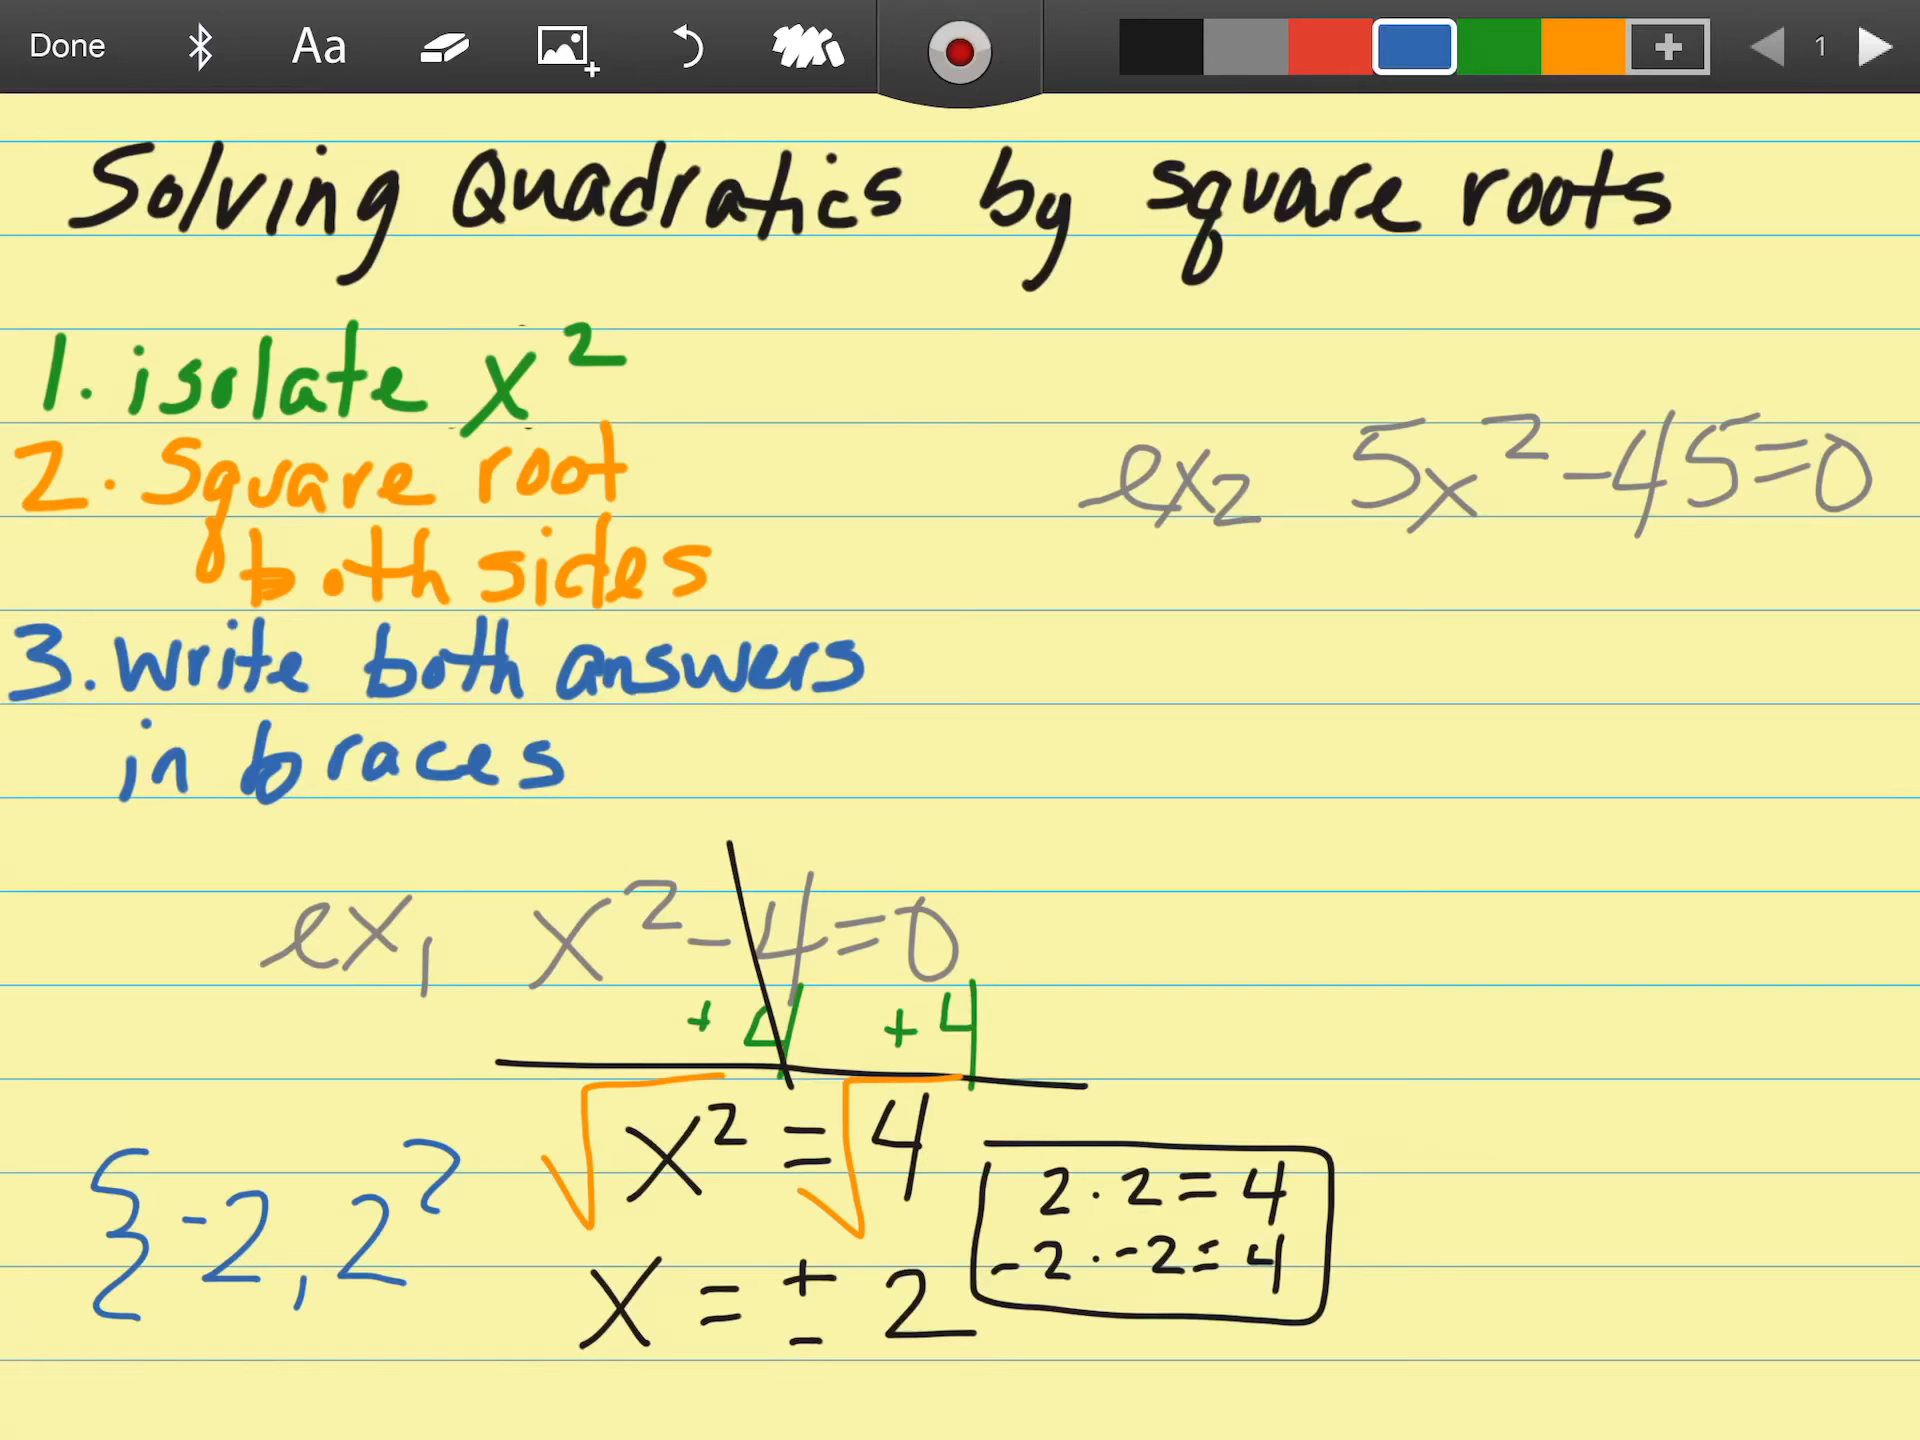 Done Aa 1
Solving Quadratics by square roots
1. isolate x²
2. Square root
both sides
3. Write both answers
in braces
ex₂ 5x²-45=0
ex₁ x²-4=0
+4 +4
√x² = √4
x = ± 2
{-2,2
2·2=4
-2·-2=4